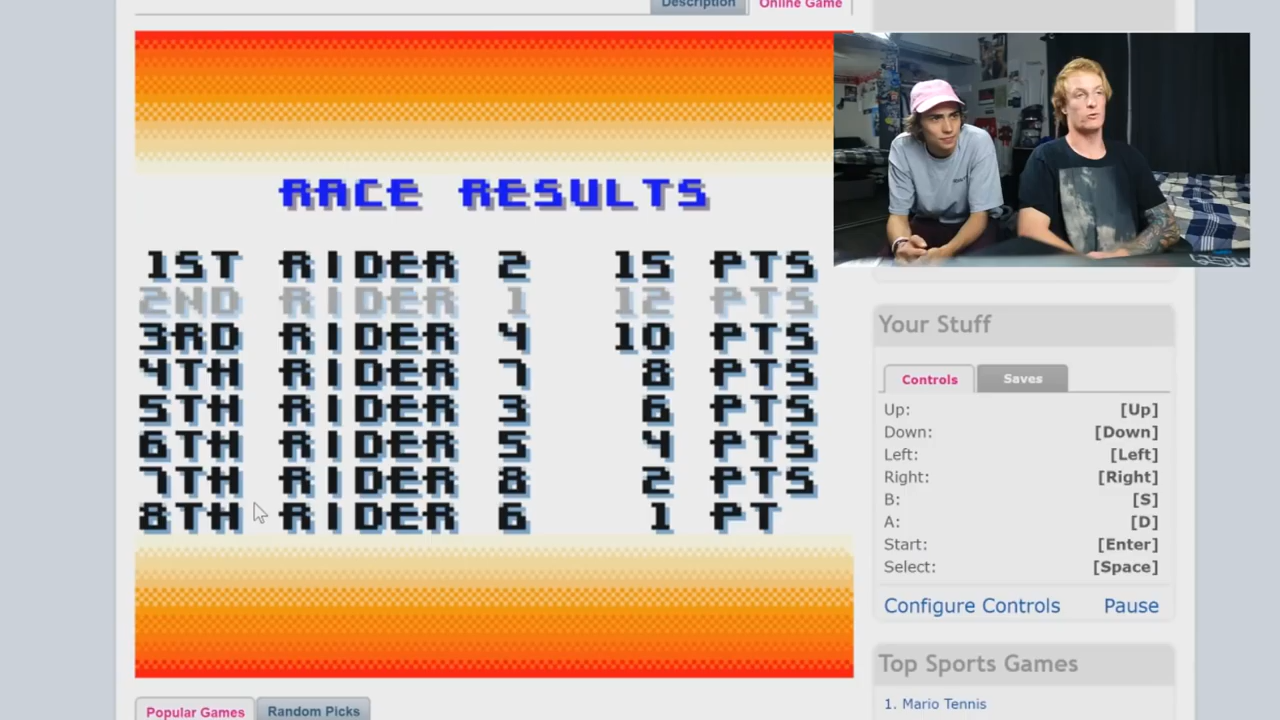 Description Online Game
RACE RESULTS
1ST RIDER 2 15 PTS
2ND RIDER 1 12 PTS
3RD RIDER 4 10 PTS
4TH RIDER 7 8 PTS
5TH RIDER 3 6 PTS
6TH RIDER 5 4 PTS
7TH RIDER 8 2 PTS
8TH RIDER 6 1 PT
Your Stuff
Controls Saves
Up: [Up]
Down: [Down]
Left: [Left]
Right: [Right]
B: [S]
A: [D]
Start: [Enter]
Select: [Space]
Configure Controls Pause
Top Sports Games
1. Mario Tennis
Popular Games Random Picks